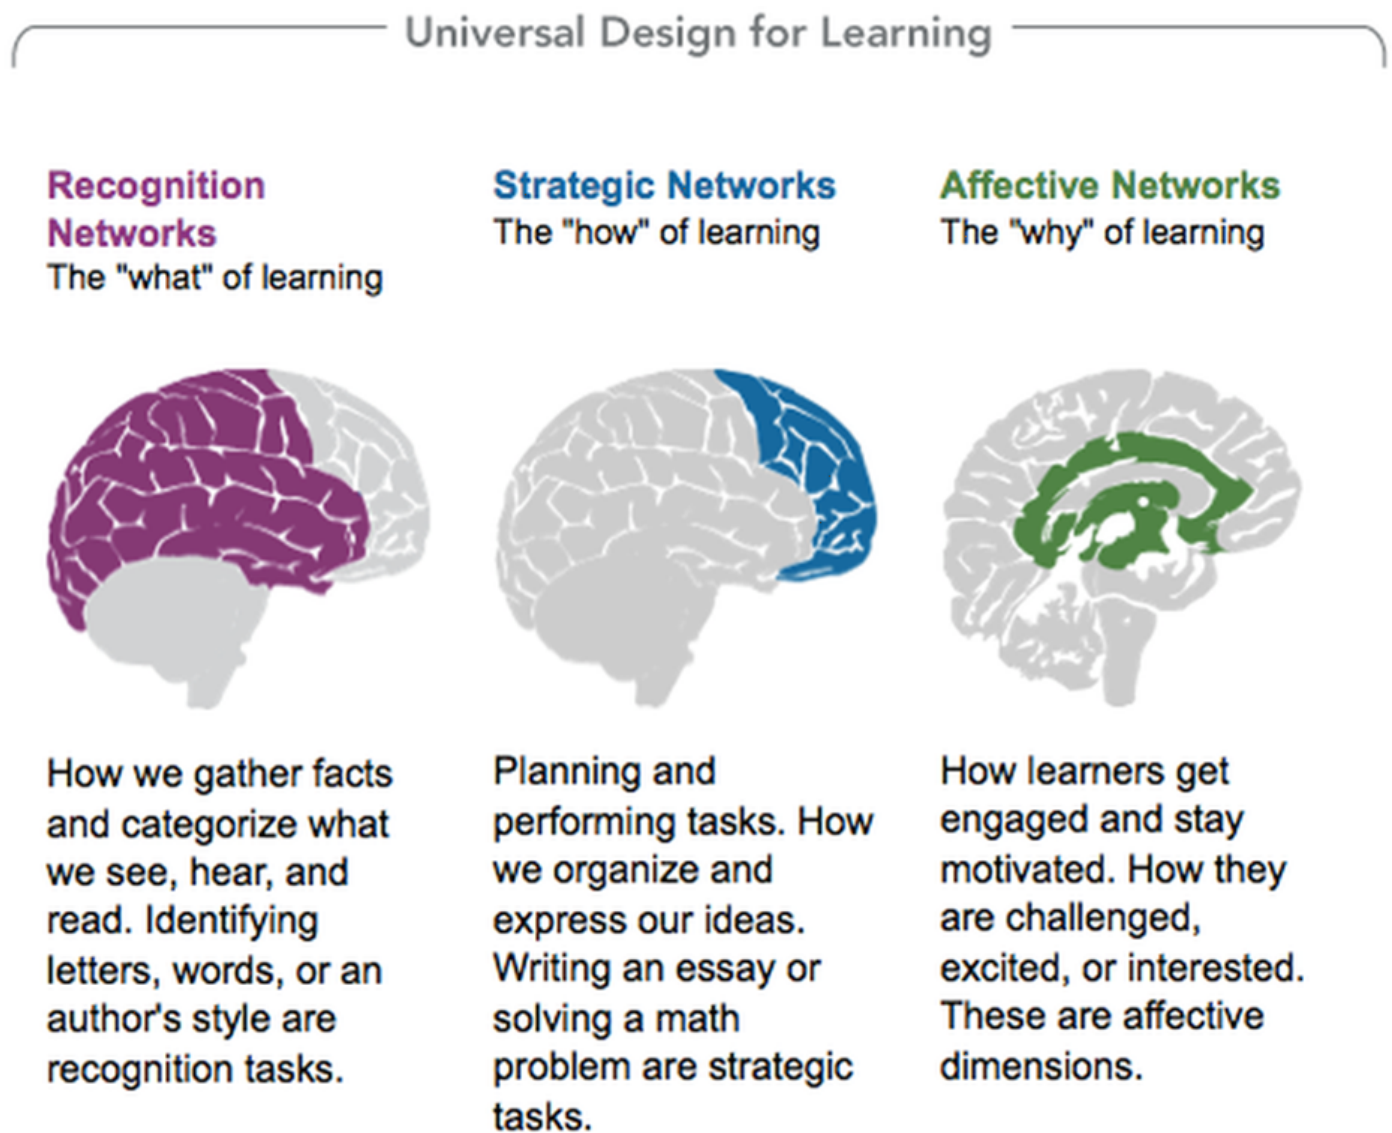 Universal Design for Learning
Recognition
Networks
The "what" of learning
How we gather facts
and categorize what
we see, hear, and
read. Identifying
letters, words, or an
author's style are
recognition tasks.
Strategic Networks
The "how" of learning
Planning and
performing tasks. How
we organize and
express our ideas.
Writing an essay or
solving a math
problem are strategic
tasks.
Affective Networks
The "why" of learning
How learners get
engaged and stay
motivated. How they
are challenged,
excited, or interested.
These are affective
dimensions.